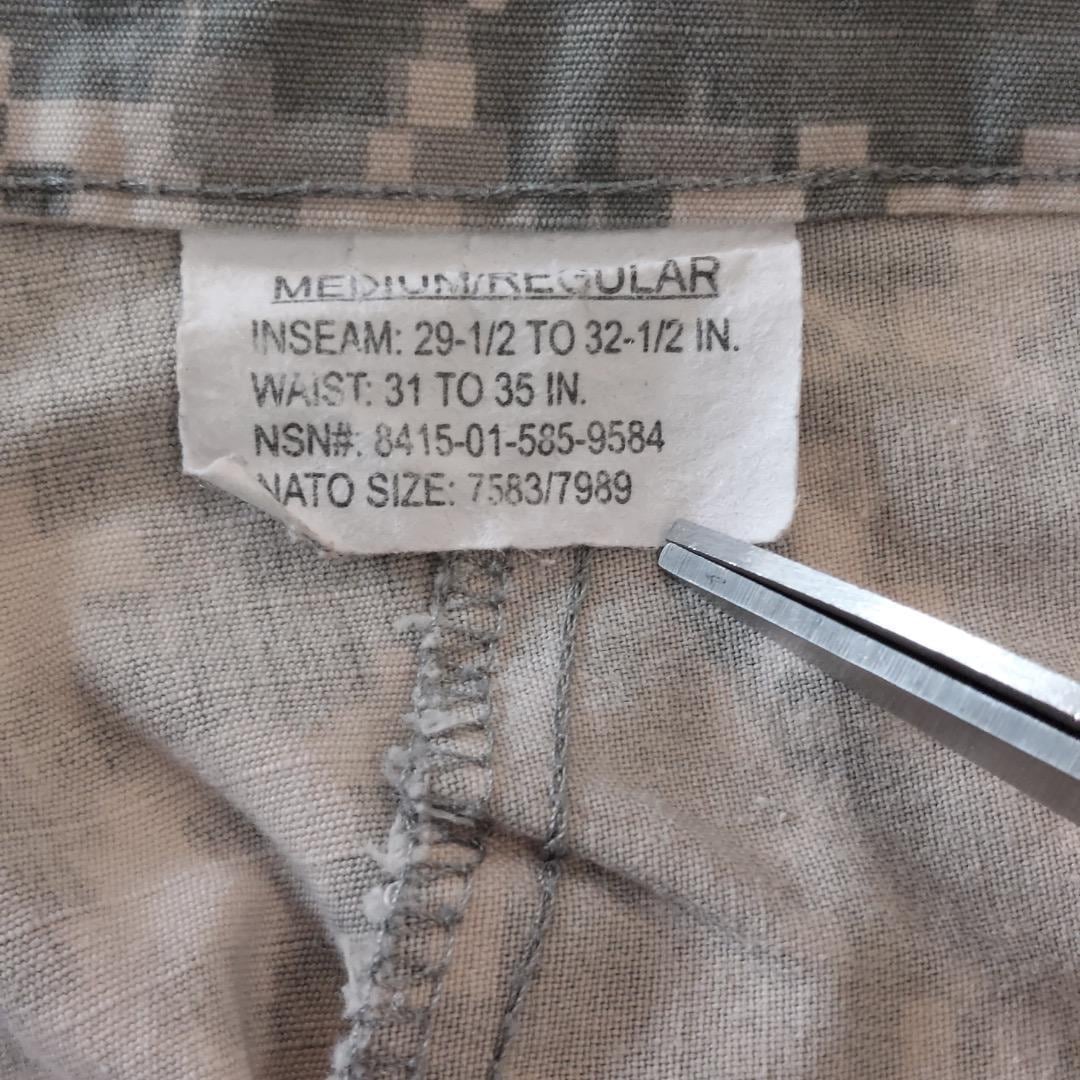 MEDIUM/REGULAR
INSEAM: 29-1/2 TO 32-1/2 IN.
WAIST: 31 TO 35 IN.
NSN#: 8415-01-585-9584
NATO SIZE: 7583/7989